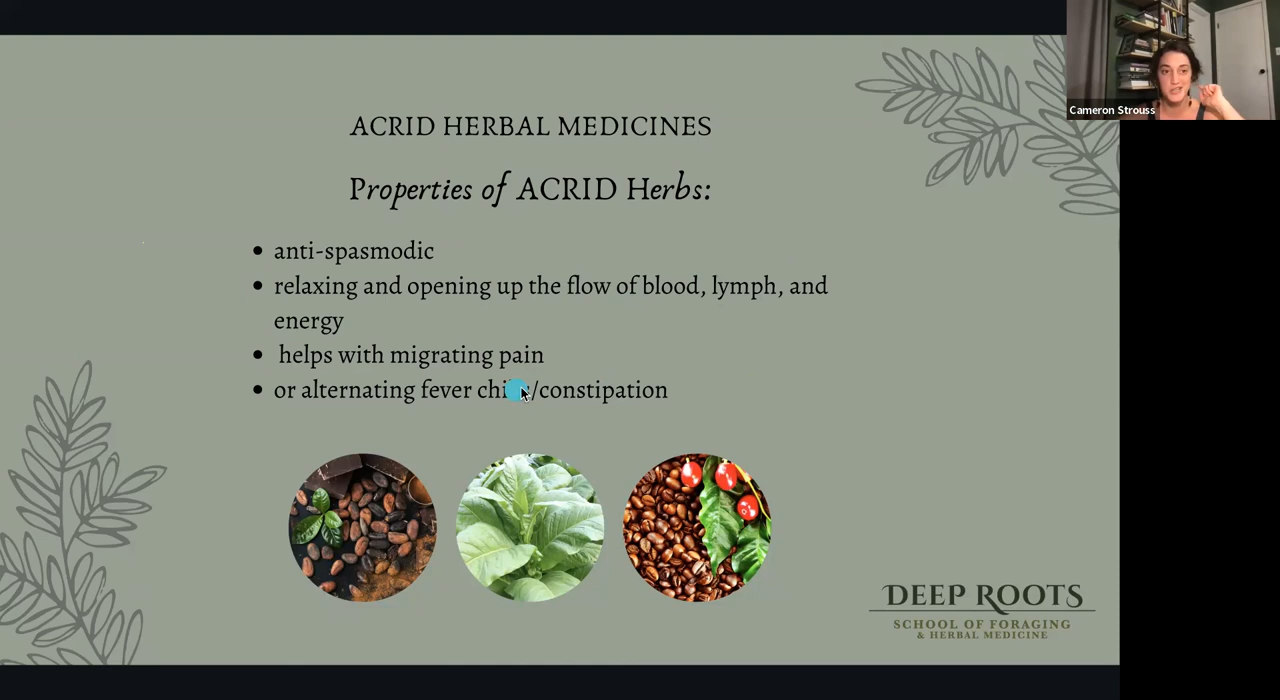 ACRID HERBAL MEDICINES
Properties of ACRID Herbs:
• anti-spasmodic
• relaxing and opening up the flow of blood, lymph, and
energy
• helps with migrating pain
• or alternating fever /constipation
DEEP ROOTS
SCHOOL OF FORAGING
& HERBAL MEDICINE
Cameron Strouss